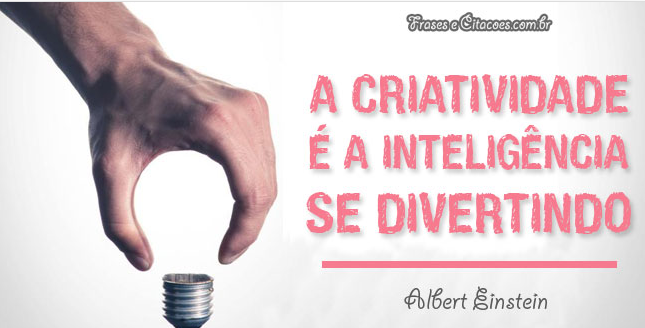 Frases e Citacoes.com.br
A CRIATIVIDADE
É A INTELIGÊNCIA
SE DIVERTINDO
Albert Einstein